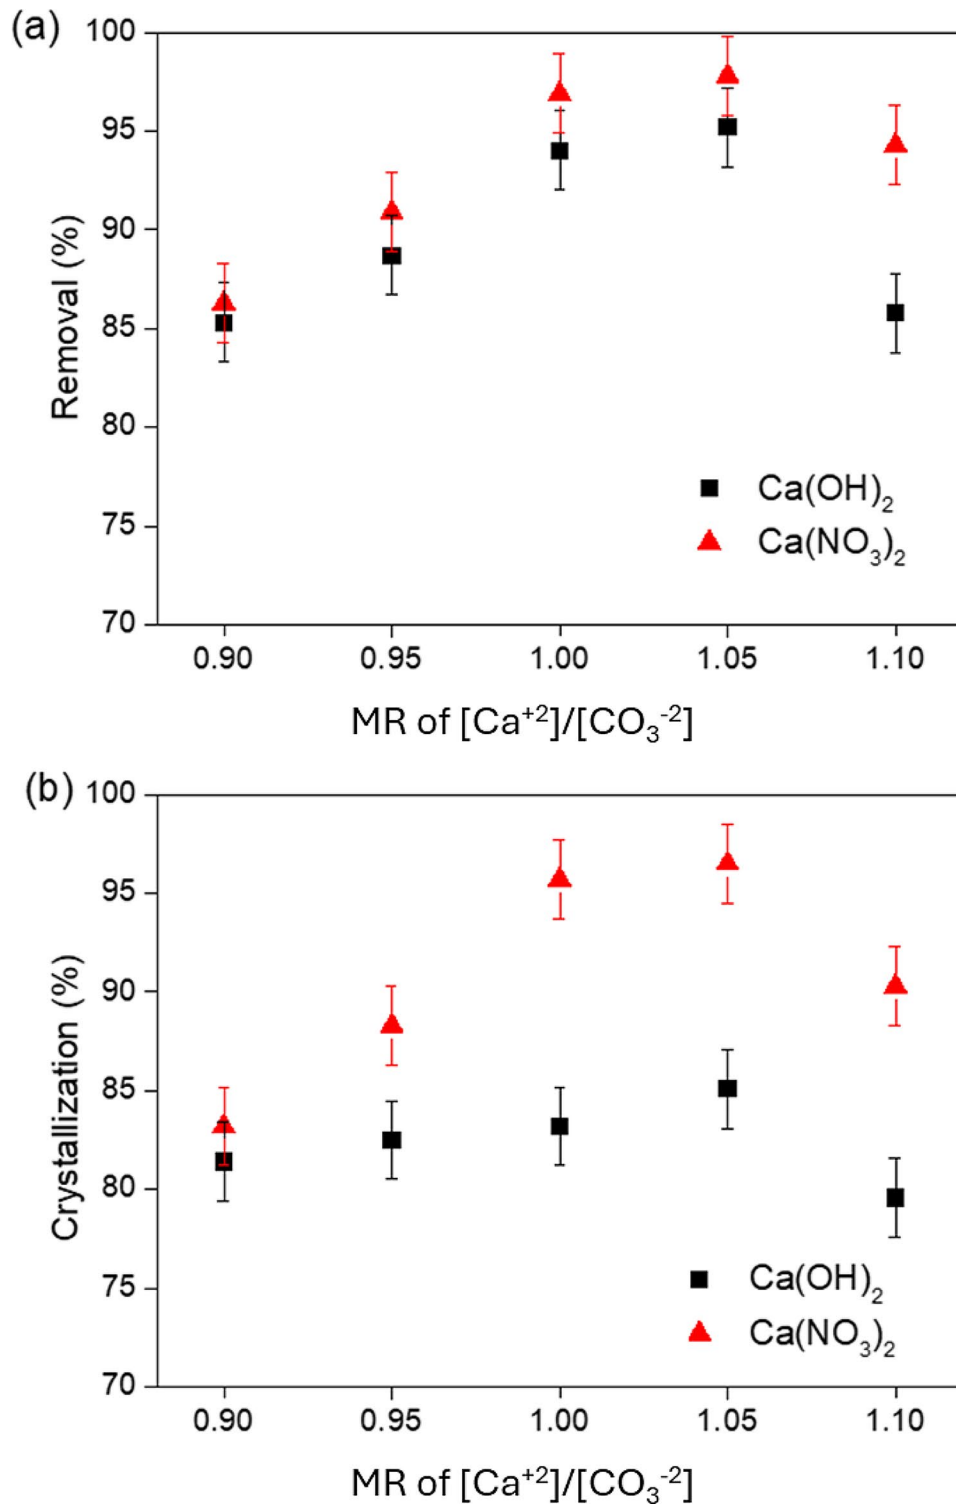 (a)
100
95
90
85
80
75
70
Removal (%)
Ca(OH)₂
Ca(NO₃)₂
0.90 0.95 1.00 1.05 1.10
MR of [Ca⁺²]/[CO₃⁻²]
(b)
100
95
90
85
80
75
70
Crystallization (%)
Ca(OH)₂
Ca(NO₃)₂
0.90 0.95 1.00 1.05 1.10
MR of [Ca⁺²]/[CO₃⁻²]